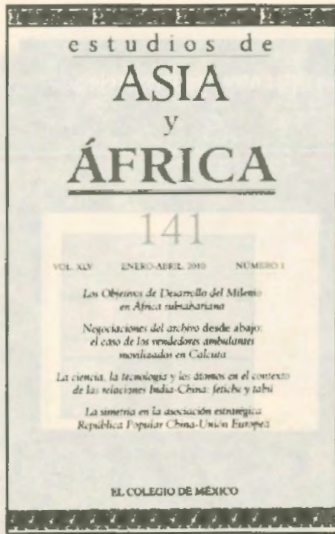 estudios de
ASIA
y
ÁFRICA
141
VOL. XLV ENERO-ABRIL, 2010 NÚMERO 1
Los Objetivos de Desarrollo del Milenio
en África subsahariana
Negociaciones del archivo desde abajo:
el caso de los vendedores ambulantes
movilizados en Calcuta
La ciencia, la tecnología y los átomos en el contexto
de las relaciones India-China: fetiche y tabú
La simetría en la asociación estratégica
República Popular China-Unión Europea
EL COLEGIO DE MÉXICO